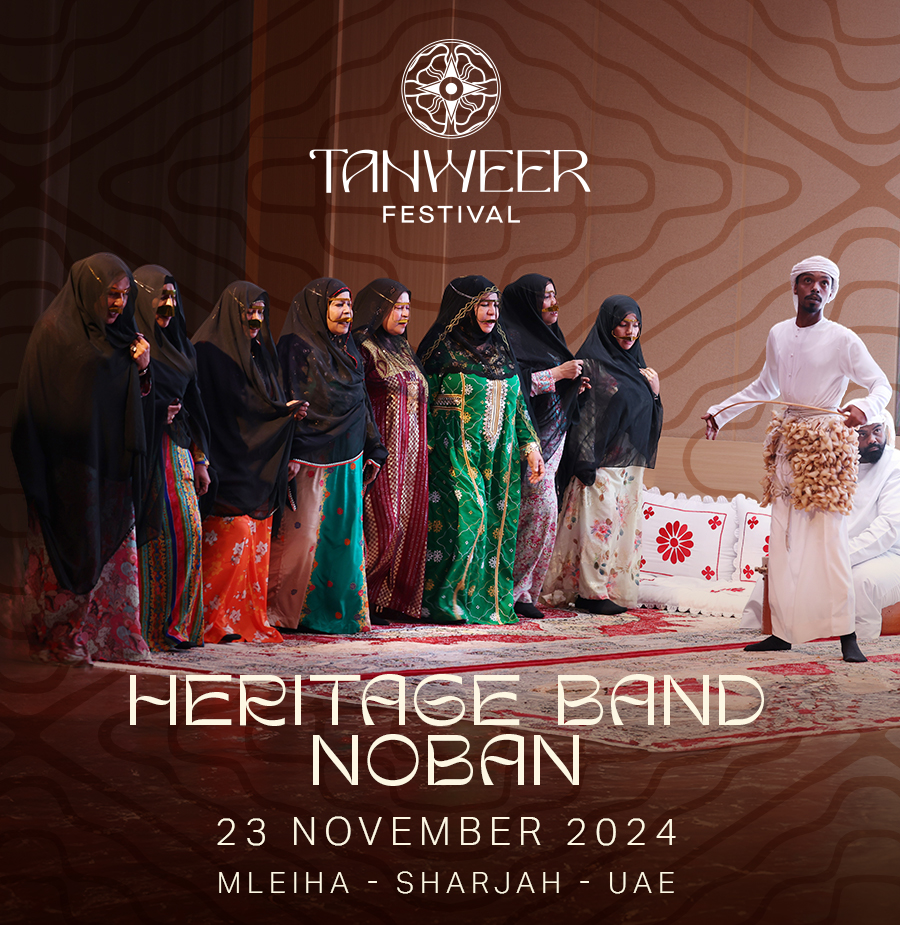 TANWEER
FESTIVAL
HERITAGE BAND
NOBAN
23 NOVEMBER 2024
MLEIHA - SHARJAH - UAE